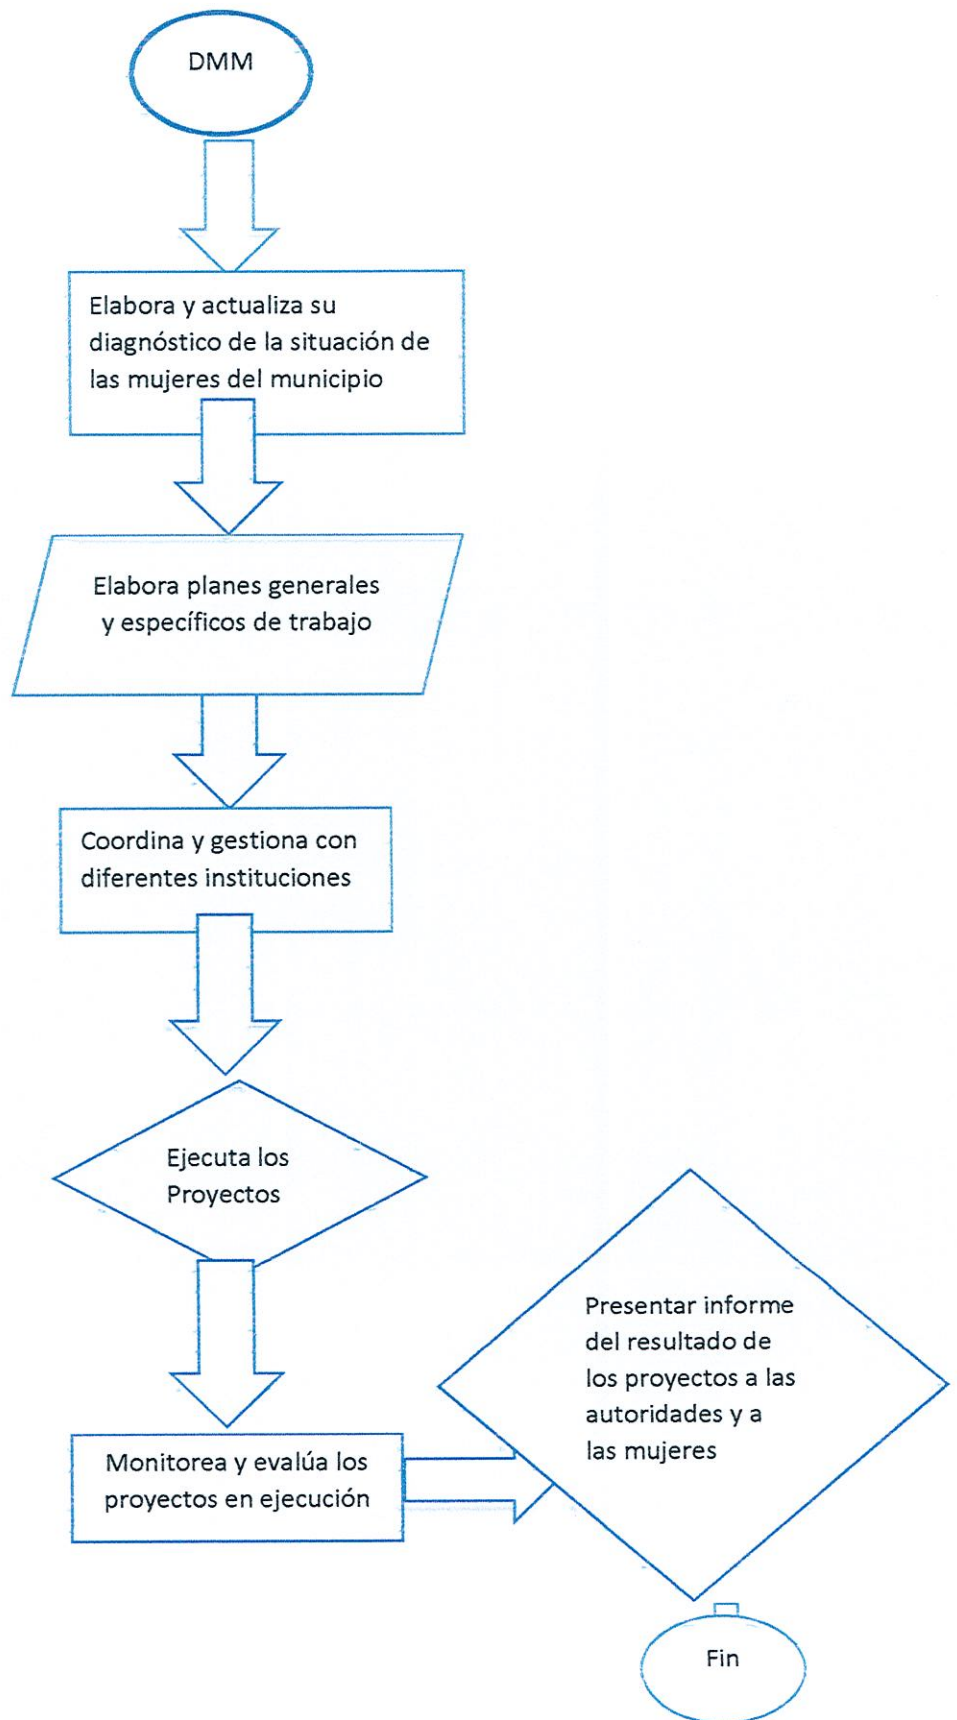 DMM
Elabora y actualiza su
diagnóstico de la situación de
las mujeres del municipio
Elabora planes generales
y específicos de trabajo
Coordina y gestiona con
diferentes instituciones
Ejecuta los
Proyectos
Monitorea y evalúa los
proyectos en ejecución
Presentar informe
del resultado de
los proyectos a las
autoridades y a
las mujeres
Fin